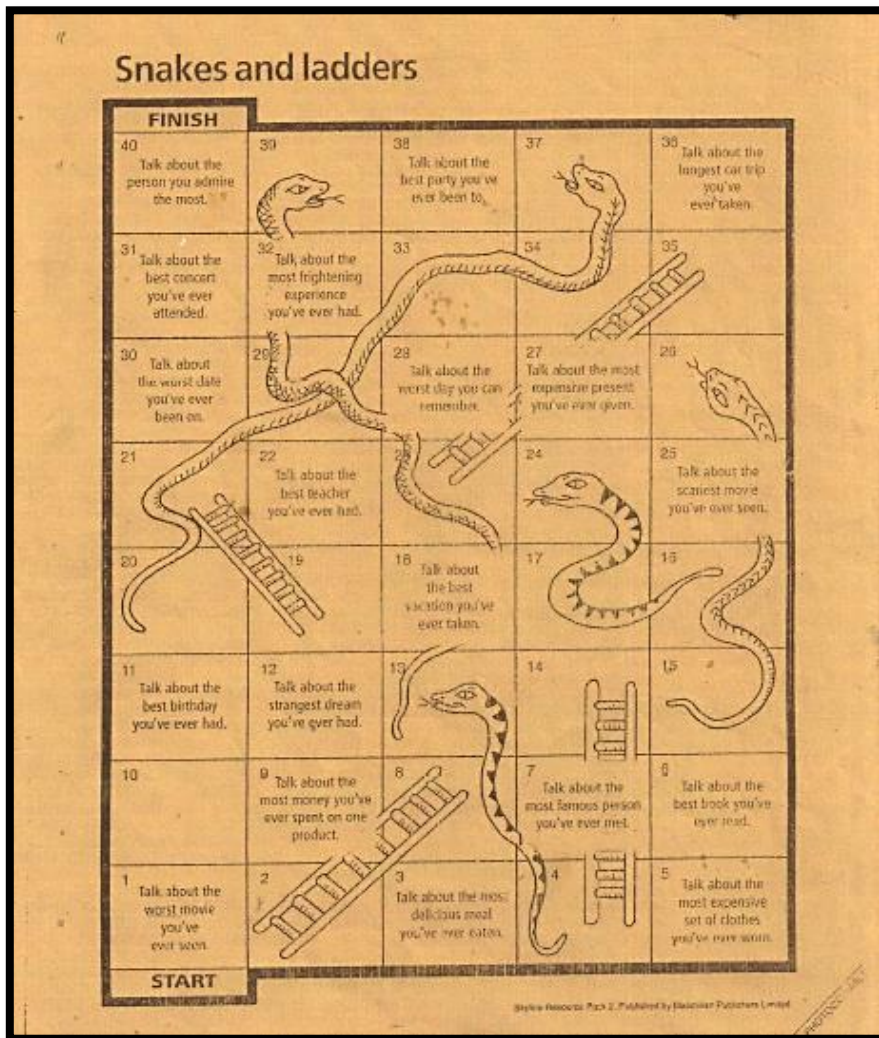 Snakes and ladders
FINISH
40
Talk about the
person you admire
the most.
39
38
Talk about the
best party you've
ever been to.
37
36
Talk about the
longest car trip
you've
ever taken.
31
Talk about the
best concert
you've ever
attended.
32
Talk about the
most frightening
experience
you've ever had.
33
34
35
30
Talk about
the worst date
you've ever
been on.
29
28
Talk about the
worst day you can
remember.
27
Talk about the most
expensive present
you've ever given.
26
21
22
Talk about the
best teacher
you've ever had.
24
25
Talk about the
scariest movie
you've ever seen.
20
19
18
Talk about
the best
vacation you've
ever taken.
17
16
11
Talk about the
best birthday
you've ever had.
12
Talk about the
strangest dream
you've ever had.
13
14
15
10
9
Talk about the
most money you've
ever spent on one
product.
8
7
Talk about the
most famous person
you've ever met.
6
Talk about the
best book you've
ever read.
1
Talk about the
worst movie
you've
ever seen.
2
3
Talk about the most
delicious meal
you've ever eaten.
4
5
Talk about the
most expensive
set of clothes
you've ever worn.
START
Skyline Resource Pack 2, Published by Macmillan Publishers Limited